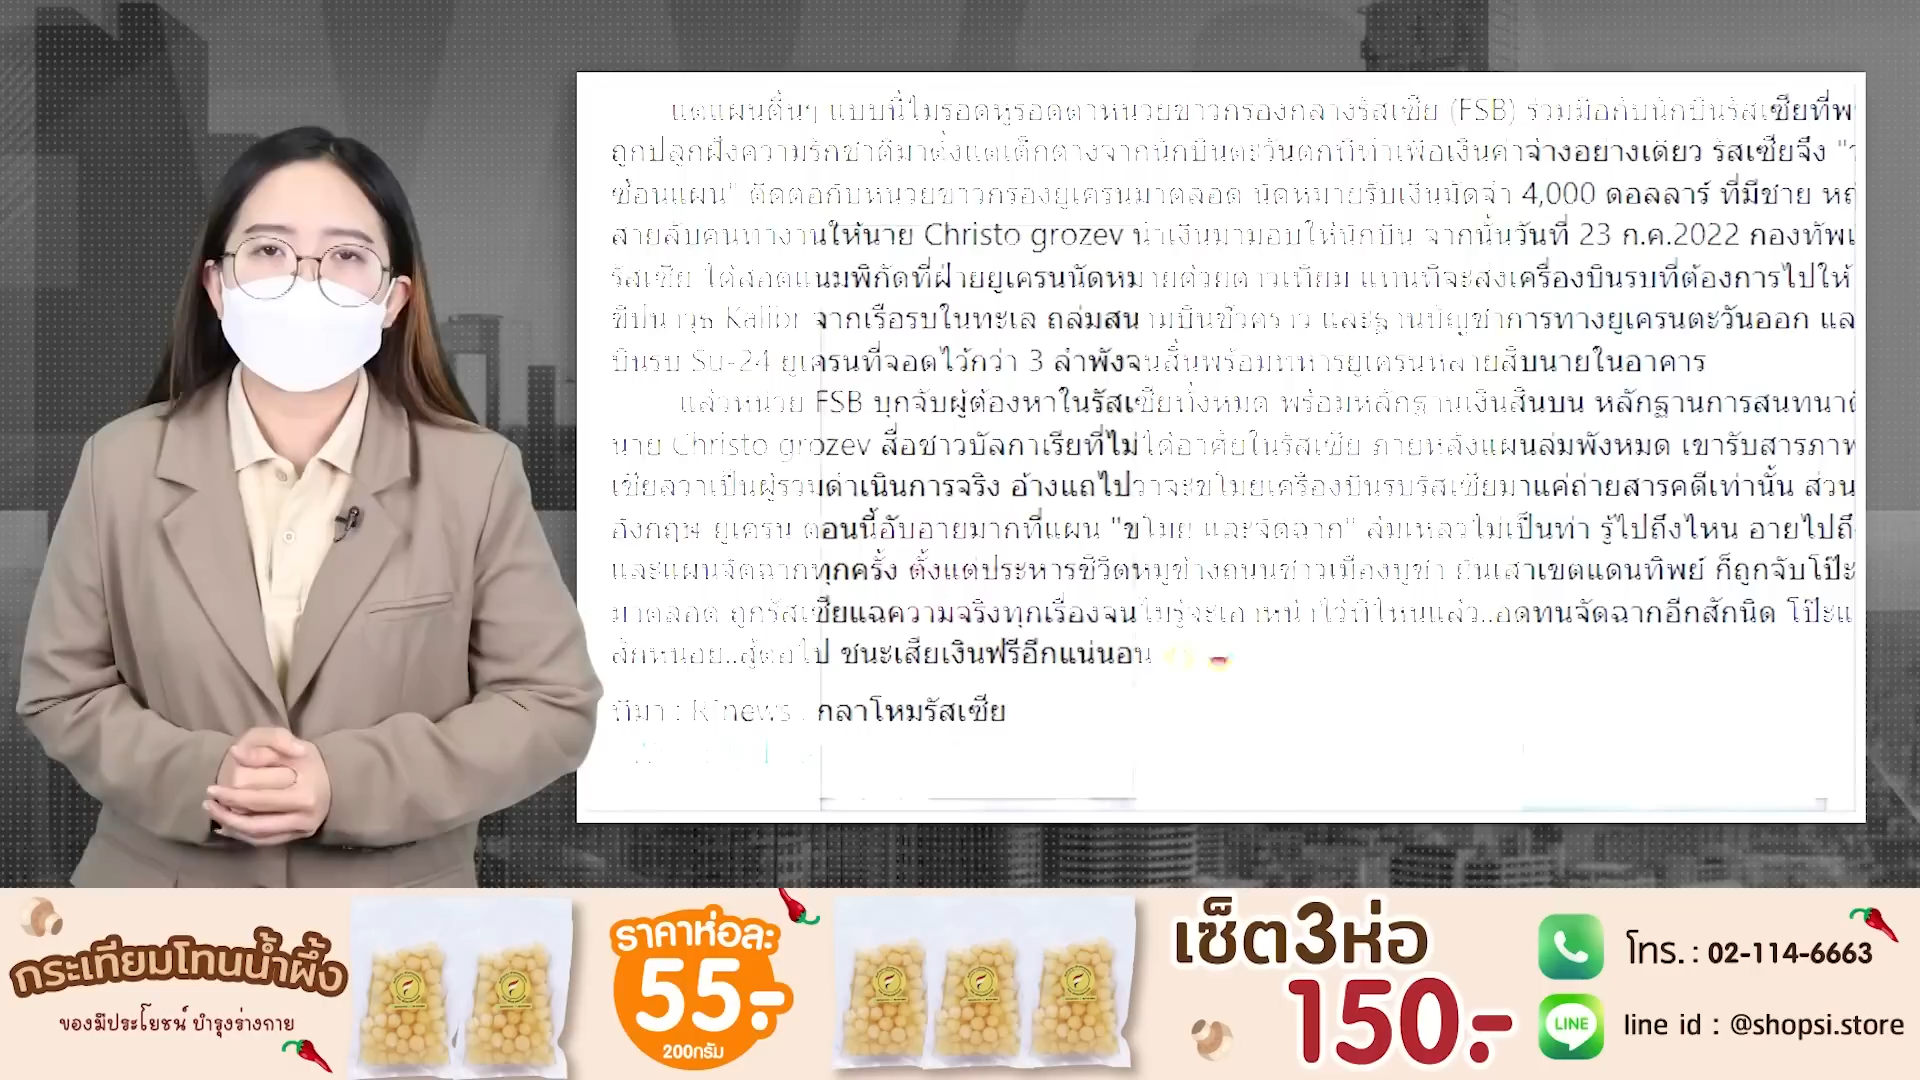 แต่แผนตื้นๆ แบบนี้ไม่รอดหูรอดตาหน่วยข่าวกรองกลางรัสเซีย (FSB) ร่วมมือกับนักบินรัสเซียที่
ถูกปลูกฝังความรักชาติมาตั้งแต่เด็กต่างจากนักบินตะวันตกที่ทำเพื่อเงินค่าจ้างอย่างเดียว รัสเซียจึง
ซ้อนแผน" ติดต่อกับหน่วยข่าวกรองยูเครนมาตลอด นัดหมายรับเงินมัดจำ 4,000 ดอลลาร์ ที่มีชาย
สายลับคนทำงานให้นาย Christo grozev นำเงินมามอบให้นักบิน จากนั้นวันที่ 23 ก.ค.2022 กองทัพ
รัสเซีย ได้สอดแนมพิกัดที่ฝ่ายยูเครนนัดหมายด้วยดาวเทียม แทนที่จะส่งเครื่องบินรบที่ต้องการไปให้
Kalibr จากเรือรบในทะเล ถล่มสนามบินชั่วคราว และฐานบัญชาการทางยูเครนตะวันออก
บินรบ Su-24 ยูเครนที่จอดไว้กว่า 3 ลำพังจนสิ้นพร้อมทหารยูเครนหลายสิบนายในอาคาร
แล้วหน่วย FSB บุกจับผู้ต้องหาในรัสเซียทั้งหมด พร้อมหลักฐานเงินสินบน หลักฐานการสนทนา
นาย Christo grozev สื่อชาวบัลกาเรียที่ไม่ได้อาศัยในรัสเซีย ภายหลังแผนล่มพังหมด เขารับสารภาพ
เชียลว่าเป็นผู้ร่วมดำเนินการจริง อ้างแถไปว่าจะขโมยเครื่องบินรบรัสเซียมาแค่ถ่ายสารคดีเท่านั้น ส่วน
อังกฤษ ยูเครน ตอนนี้อับอายมากที่แผน "ขโมย และจัดฉาก" ล้มเหลวไม่เป็นท่า รู้ไปถึงไหน อายไปถึง
และแผนจัดฉากทุกครั้ง ตั้งแต่ประหารชีวิตหมู่ข้างถนนชาวเมืองบูชา ยันเสาเขตแดนทิพย์ ก็ถูกจับโป๊ะ
มาตลอด ถูกรัสเซียแฉความจริงทุกเรื่องจนไม่รู้จะเอาหน้าไว้ที่ไหนแล้ว..อดทนจัดฉากอีกสักนิด
สักหน่อย..สู้ต่อไป ชนะเสียเงินฟรีอีกแน่นอน
ที่มา : RTnews , กลาโหมรัสเซีย
กระเทียมโทนน้ำผึ้ง
ของมีประโยชน์ บำรุงร่างกาย
ราคาห่อละ
55.-
200กรัม
เซ็ต3ห่อ
150.-
โทร. : 02-114-6663
LINE
line id : @shopsi.store